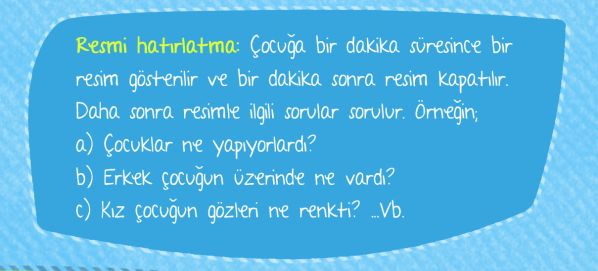 Resmi hatırlatma: Çocuğa bir dakika süresince bir
resim gösterilir ve bir dakika sonra resim kapatılır.
Daha sonra resimle ilgili sorular sorulur. Örneğin;
a) Çocuklar ne yapıyorlardı?
b) Erkek çocuğun üzerinde ne vardı?
c) Kız çocuğun gözleri ne renkti? ...Vb.